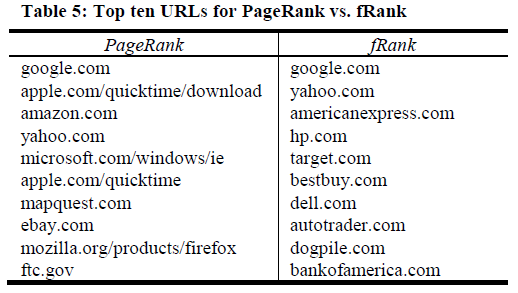 Table 5: Top ten URLs for PageRank vs. fRank
PageRank fRank
google.com google.com
apple.com/quicktime/download yahoo.com
amazon.com americanexpress.com
yahoo.com hp.com
microsoft.com/windows/ie target.com
apple.com/quicktime bestbuy.com
mapquest.com dell.com
ebay.com autotrader.com
mozilla.org/products/firefox dogpile.com
ftc.gov bankofamerica.com